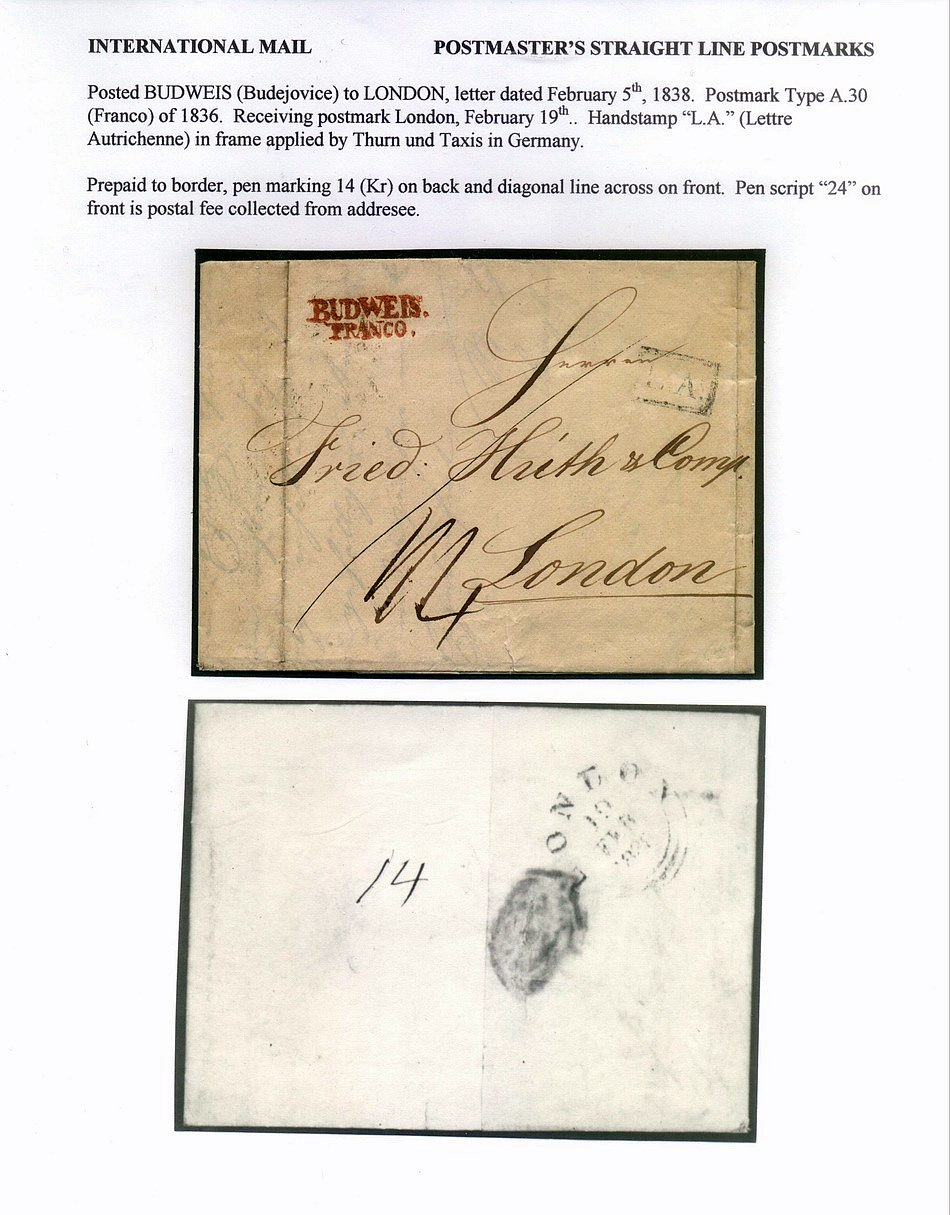 INTERNATIONAL MAIL POSTMASTER'S STRAIGHT LINE POSTMARKS
Posted BUDWEIS (Budejovice) to LONDON, letter dated February 5th, 1838. Postmark Type A.30
(Franco) of 1836. Receiving postmark London, February 19th.. Handstamp “L.A.” (Lettre
Autrichenne) in frame applied by Thurn und Taxis in Germany.
Prepaid to border, pen marking 14 (Kr) on back and diagonal line across on front. Pen script “24” on
front is postal fee collected from addresee.
BUDWEIS.
FRANCO.
Herren
L.A.
Fried. Huth & Comp.
London
LONDON
19
FEB
14